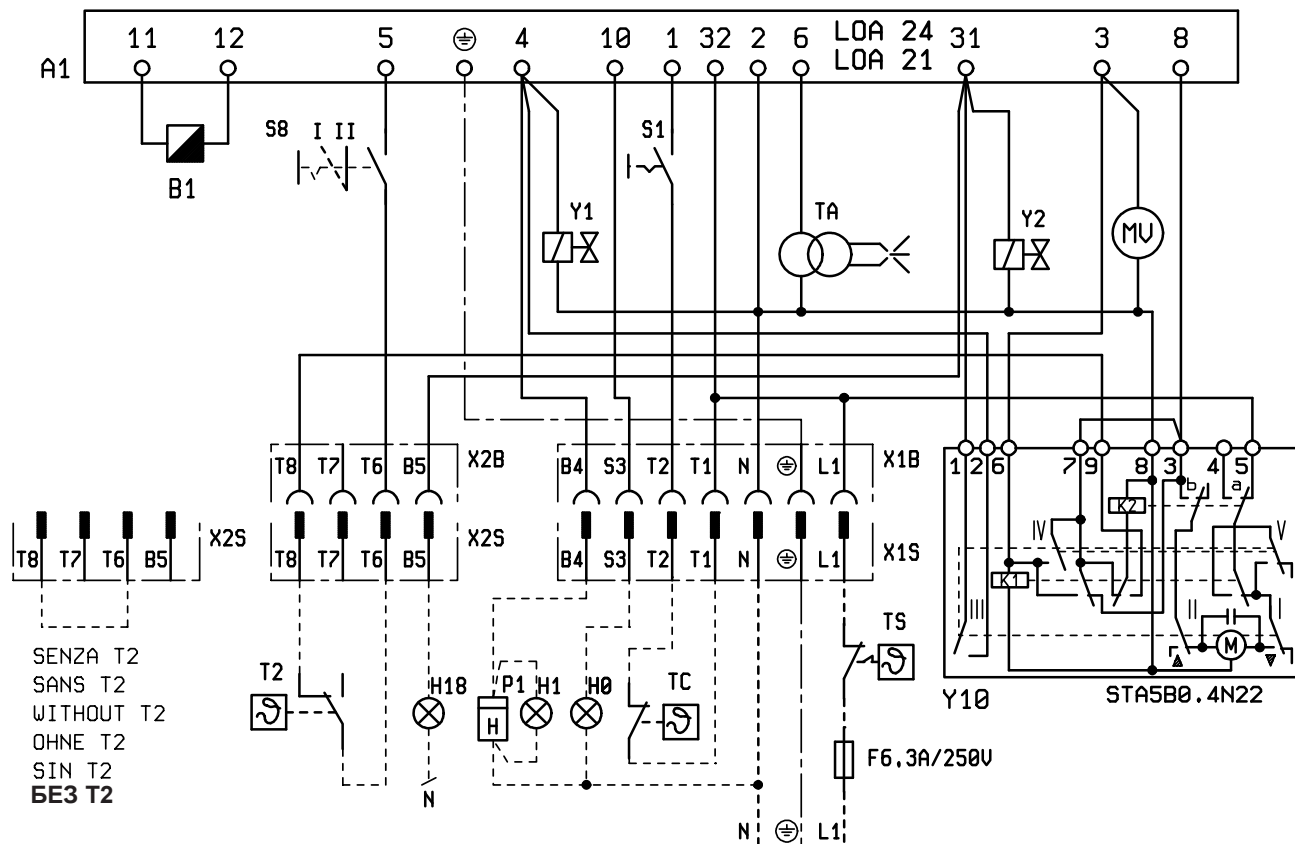 LOA 24
11 12 5 4 10 1 32 2 6 LOA 21 31 3 8
A1
S8 I II
S1
B1
Y1
TA
Y2
MV
T8 T7 T6 B5 X2B
B4 S3 T2 T1 N L1 X1B
1 2 6 7 9 8 3 4 5
b a
K2
IV V
K1
III II I
M
Y10 STA5B0.4N22
T8 T7 T6 B5 X2S
T8 T7 T6 B5 X2S
B4 S3 T2 T1 N L1 X1S
SENZA T2
SANS T2
WITHOUT T2
OHNE T2
SIN T2
БЕЗ T2
T2
H18
N
P1 H1 H0
H
TC
TS
F6,3A/250V
N L1